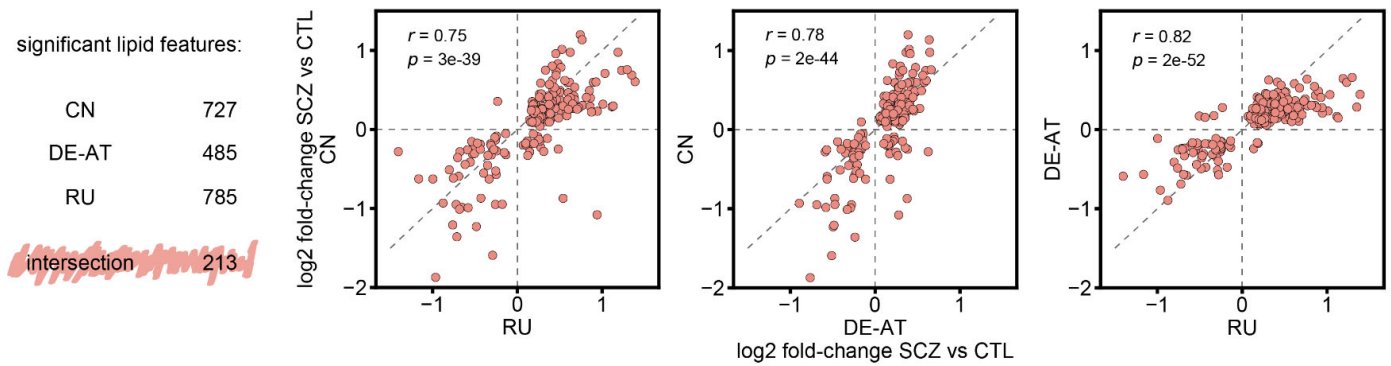 significant lipid features:
CN 727
DE-AT 485
RU 785
intersection 213
log2 fold-change SCZ vs CTL
CN
r = 0.75
p = 3e-39
1
0
−1
−2
−1 0 1
RU
CN
r = 0.78
p = 2e-44
1
0
−1
−2
−1 0 1
DE-AT
log2 fold-change SCZ vs CTL
DE-AT
r = 0.82
p = 2e-52
1
0
−1
−2
−1 0 1
RU